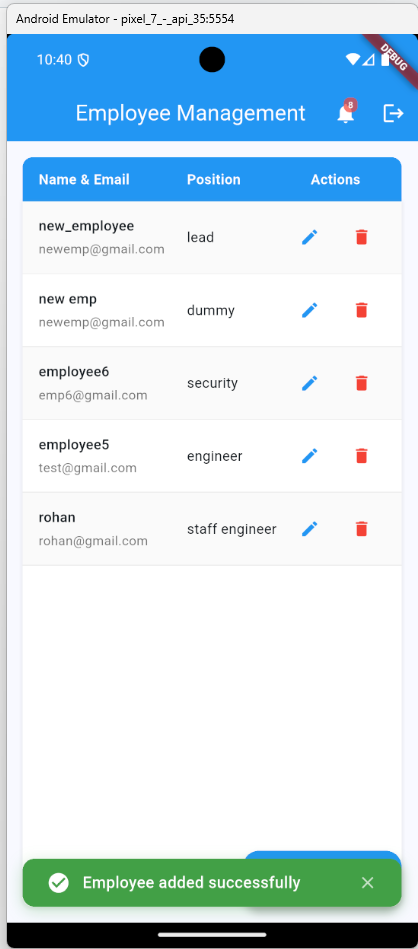 Android Emulator - pixel_7_-_api_35:5554
10:40
DEBUG
Employee Management
8
Name & Email Position Actions
new_employee
newemp@gmail.com
lead
new emp
newemp@gmail.com
dummy
employee6
emp6@gmail.com
security
employee5
test@gmail.com
engineer
rohan
rohan@gmail.com
staff engineer
Employee added successfully